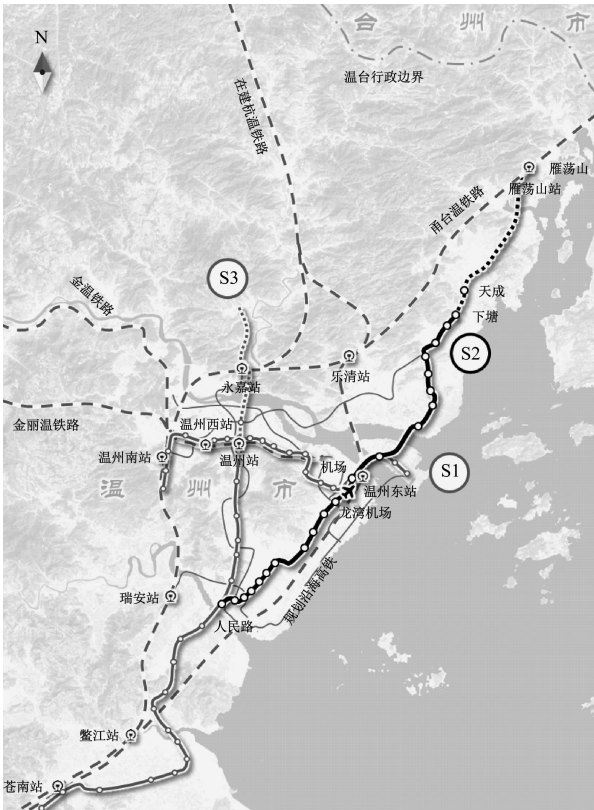 台州市
N
温台行政边界
在建杭温铁路
雁荡山
雁荡山站
甬台温铁路
S3
金温铁路
天成
下塘
S2
乐清站
永嘉站
金丽温铁路
温州西站
温州南站
温州站
机场
S1
温州市
温州东站
龙湾机场
规划沿海高铁
瑞安站
人民路
鳌江站
苍南站